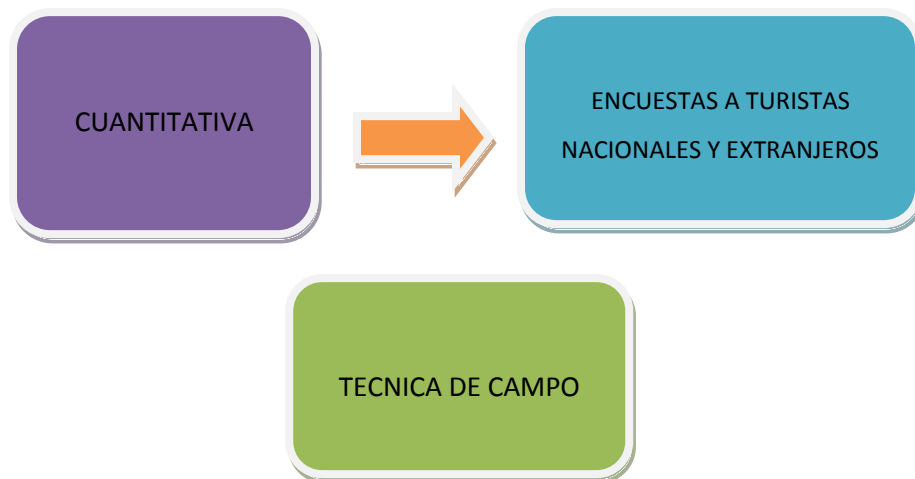 CUANTITATIVA
ENCUESTAS A TURISTAS
NACIONALES Y EXTRANJEROS
TECNICA DE CAMPO